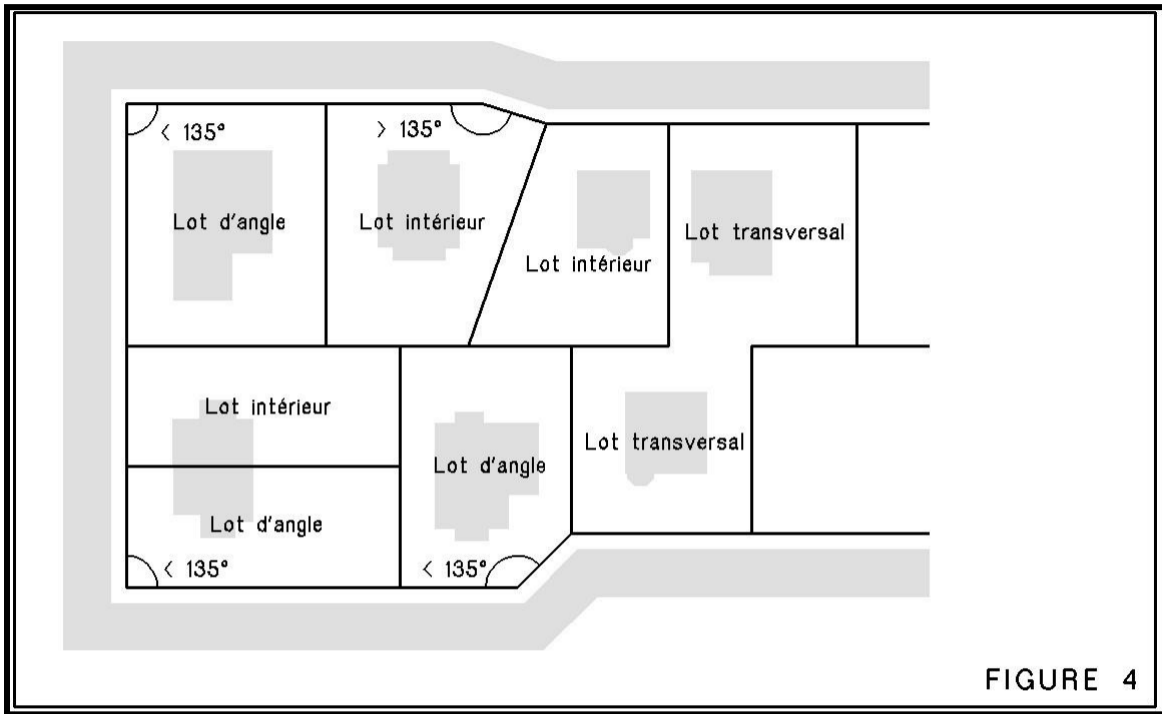 < 135°
> 135°
Lot d'angle
Lot intérieur
Lot intérieur
Lot transversal
Lot intérieur
Lot d'angle
Lot transversal
Lot d'angle
< 135°
< 135°
FIGURE 4